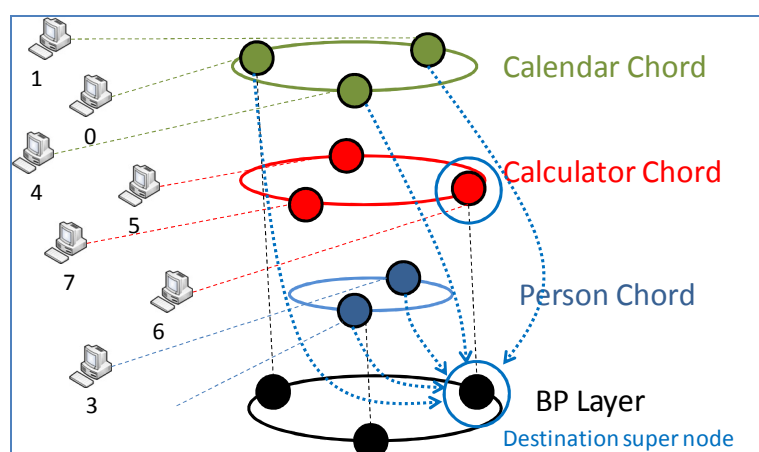 1
Calendar Chord
0
4
Calculator Chord
5
7
Person Chord
6
3
BP Layer
Destination super node